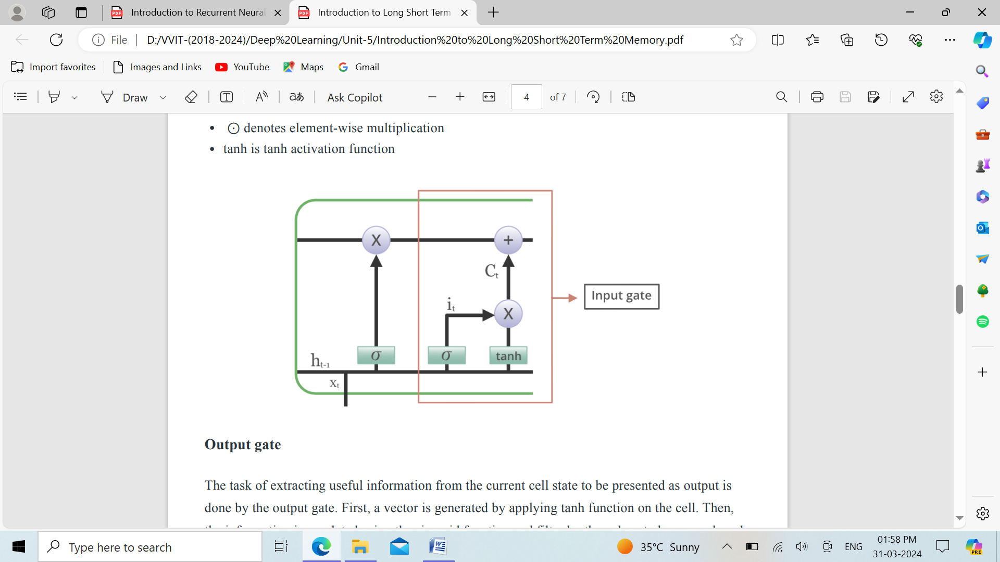 Introduction to Recurrent Neural
Introduction to Long Short Term
File
D:/VVIT-(2018-2024)/Deep%20Learning/Unit-5/Introduction%20to%20Long%20Short%20Term%20Memory.pdf
Import favorites
Images and Links
YouTube
Maps
Gmail
Draw
Ask Copilot
4 of 7
• ⊙ denotes element-wise multiplication
• tanh is tanh activation function
X
+
Ct
Input gate
it
X
σ
σ
tanh
ht-1
xt
Output gate
The task of extracting useful information from the current cell state to be presented as output is
done by the output gate. First, a vector is generated by applying tanh function on the cell. Then,
Type here to search
35°C Sunny
ENG
01:58 PM
31-03-2024
PRE